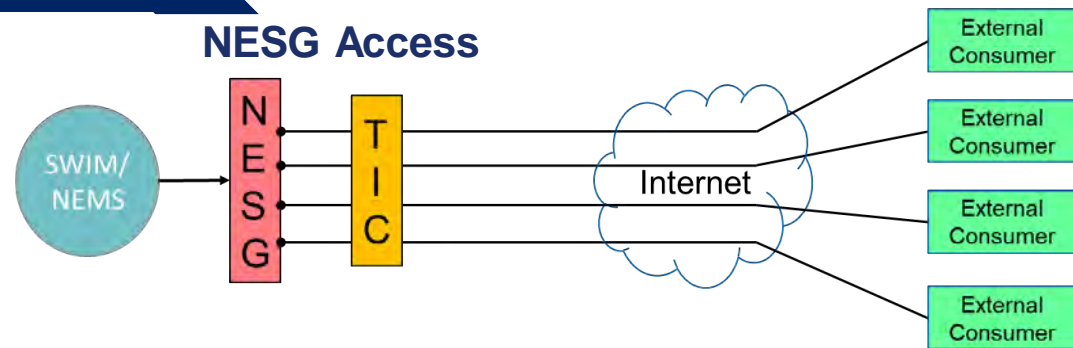 NESG Access
SWIM/
NEMS
N
E
S
G
T
I
C
Internet
External
Consumer
External
Consumer
External
Consumer
External
Consumer